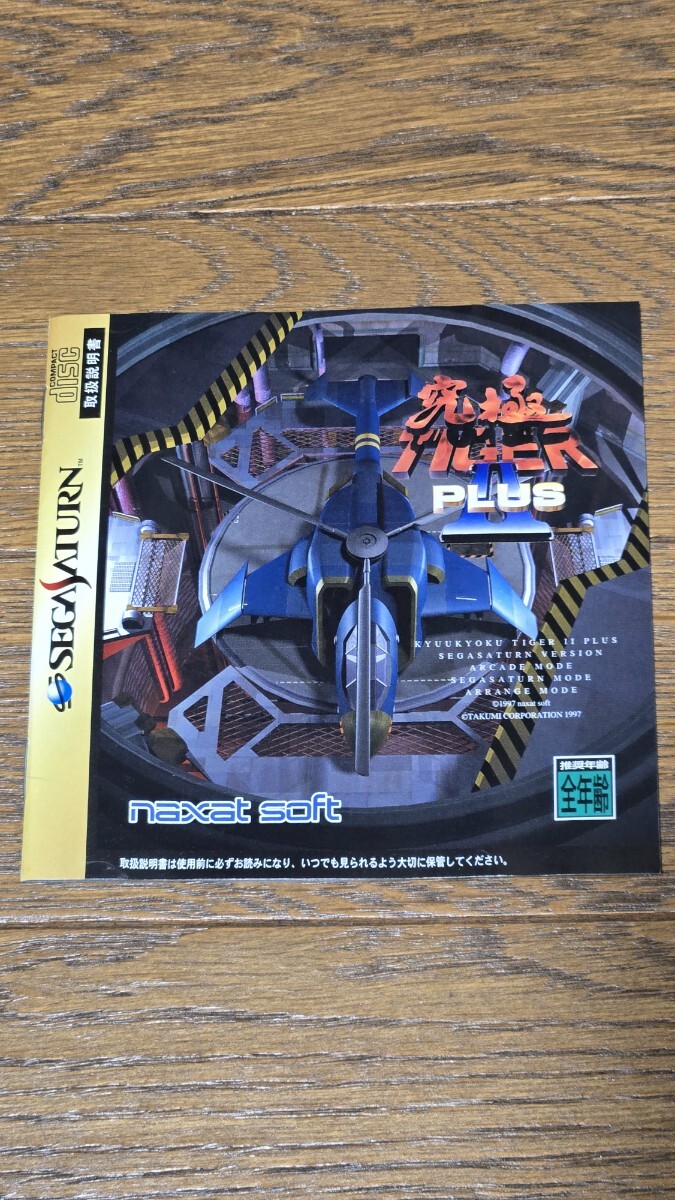 COMPACT
disc
取扱説明書
SEGASATURN™
究極
TIGER
II
PLUS
KYUUKYOKU TIGER II PLUS
SEGASATURN VERSION
ARCADE MODE
SEGASATURN MODE
ARRANGE MODE
©1997 naxat soft
©TAKUMI CORPORATION 1997
推奨年齢
全年齢
naxat soft
取扱説明書は使用前に必ずお読みになり、いつでも見られるよう大切に保管してください。